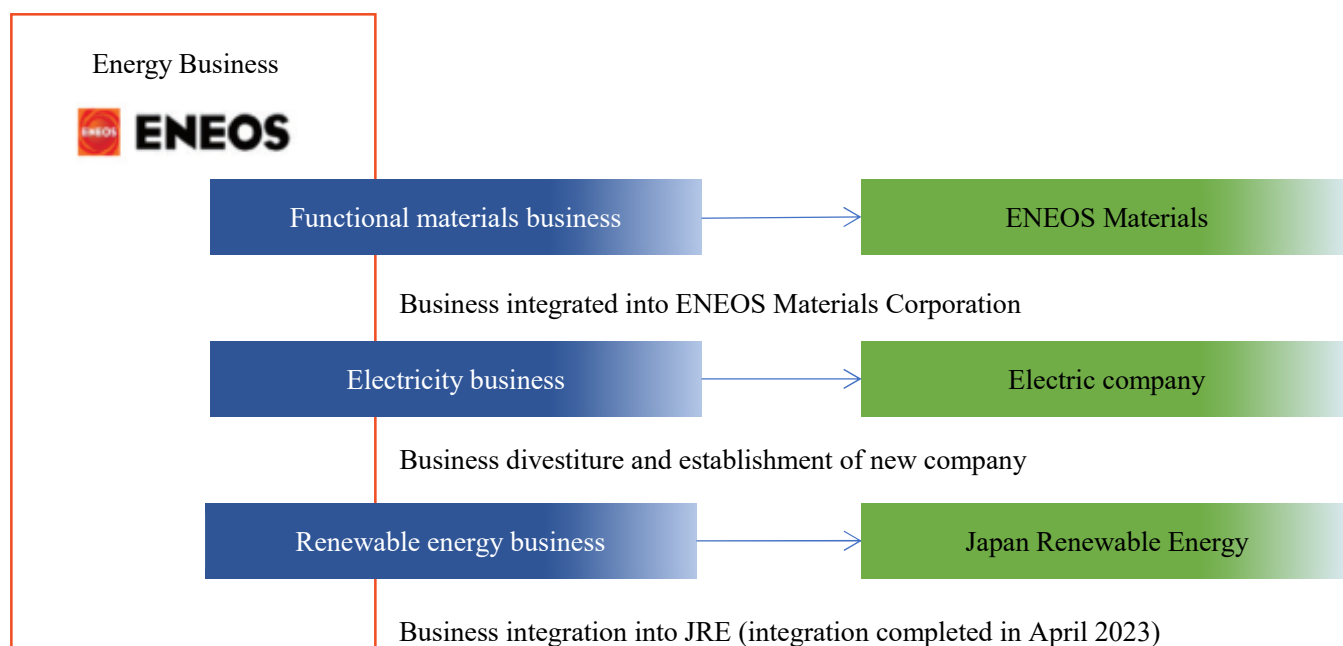 Energy Business
ENEOS ENEOS
Functional materials business
ENEOS Materials
Business integrated into ENEOS Materials Corporation
Electricity business
Electric company
Business divestiture and establishment of new company
Renewable energy business
Japan Renewable Energy
Business integration into JRE (integration completed in April 2023)